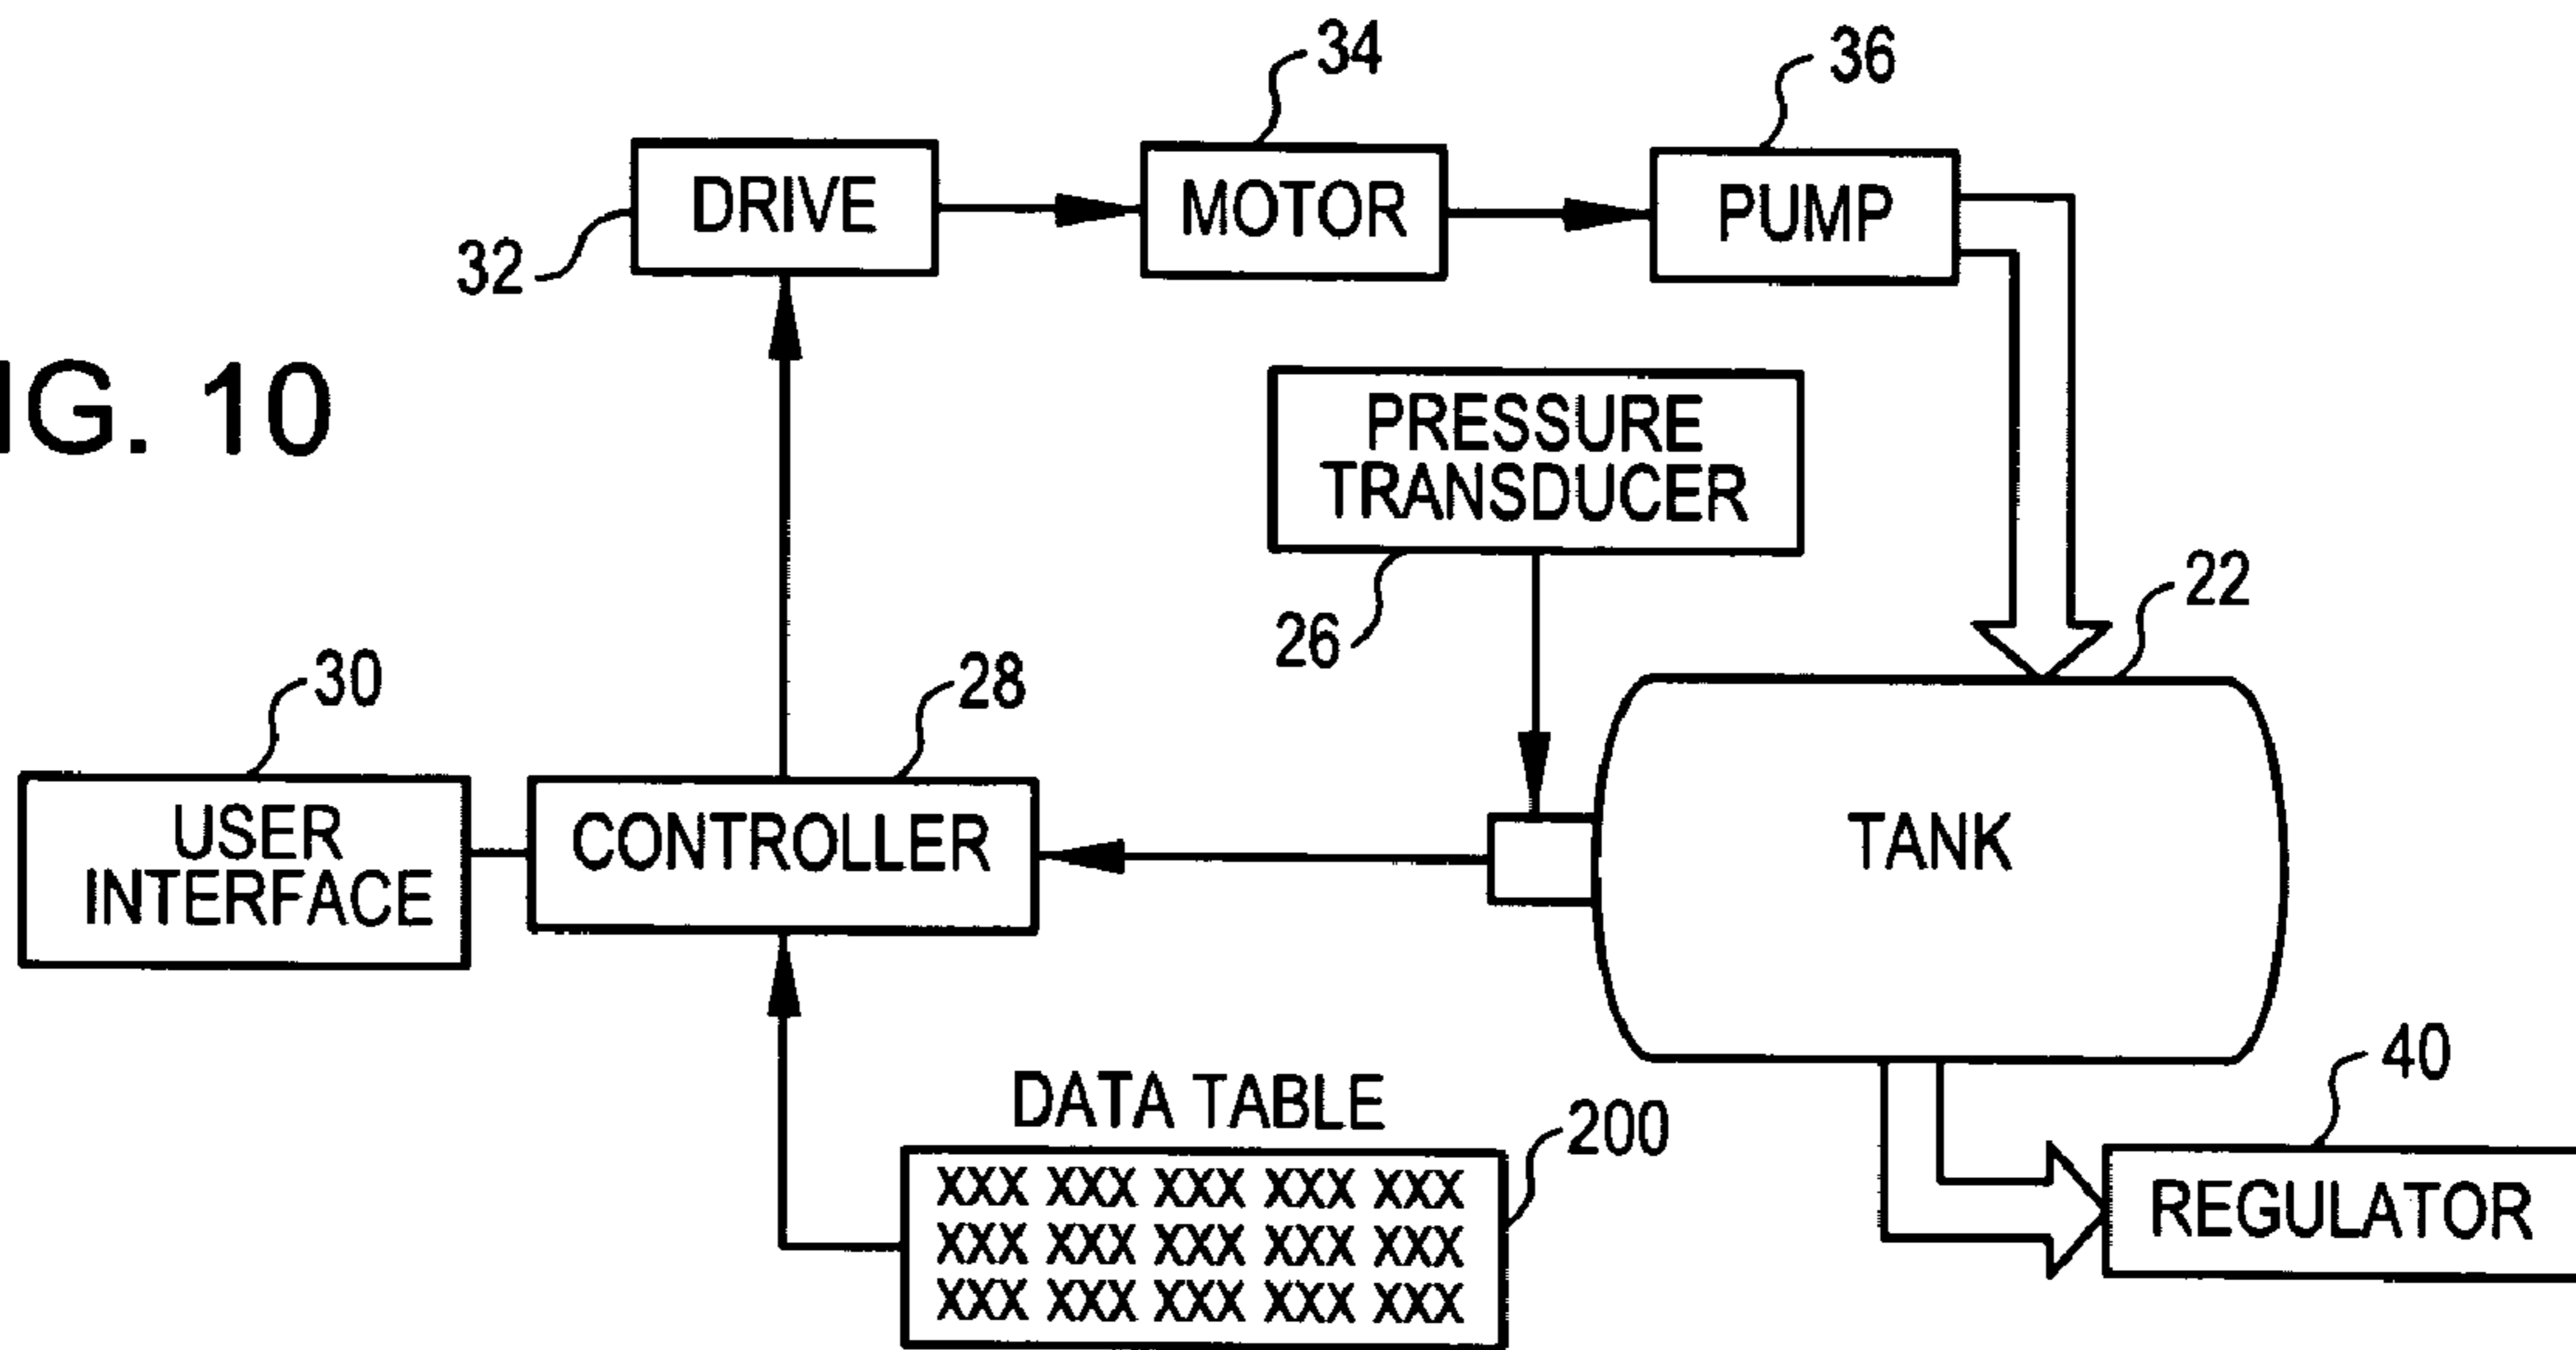 34
36
DRIVE
MOTOR
PUMP
32
IG. 10
PRESSURE
TRANSDUCER
22
26
30
28
USER
INTERFACE
CONTROLLER
TANK
DATA TABLE
40
200
XXX XXX XXX XXX XXX
XXX XXX XXX XXX XXX
XXX XXX XXX XXX XXX
REGULATOR